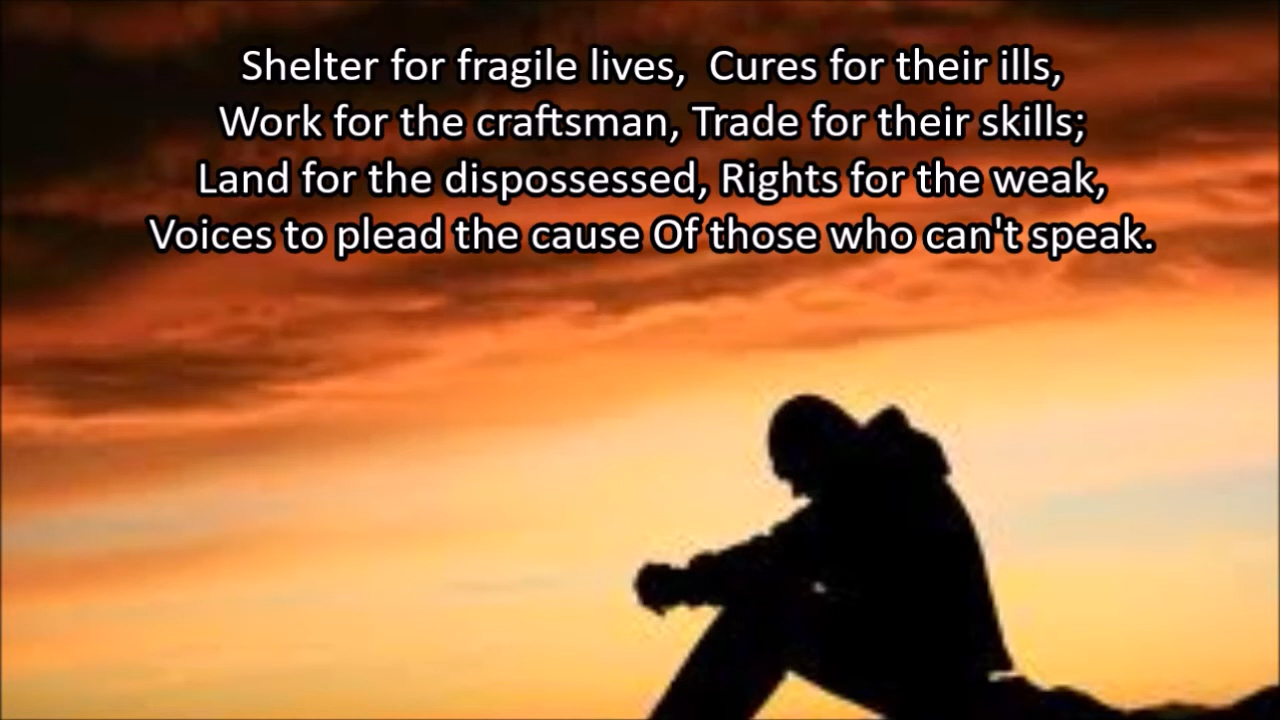 Shelter for fragile lives,  Cures for their ills,
Work for the craftsman, Trade for their skills;
Land for the dispossessed, Rights for the weak,
Voices to plead the cause Of those who can't speak.